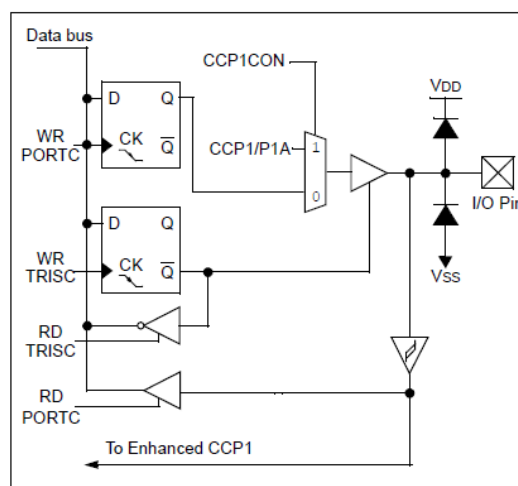 Data bus
CCP1CON
VDD
D Q
WR
PORTC
CK Q
CCP1/P1A
1
0
I/O Pin
D Q
WR
TRISC
CK Q
VSS
RD
TRISC
RD
PORTC
To Enhanced CCP1